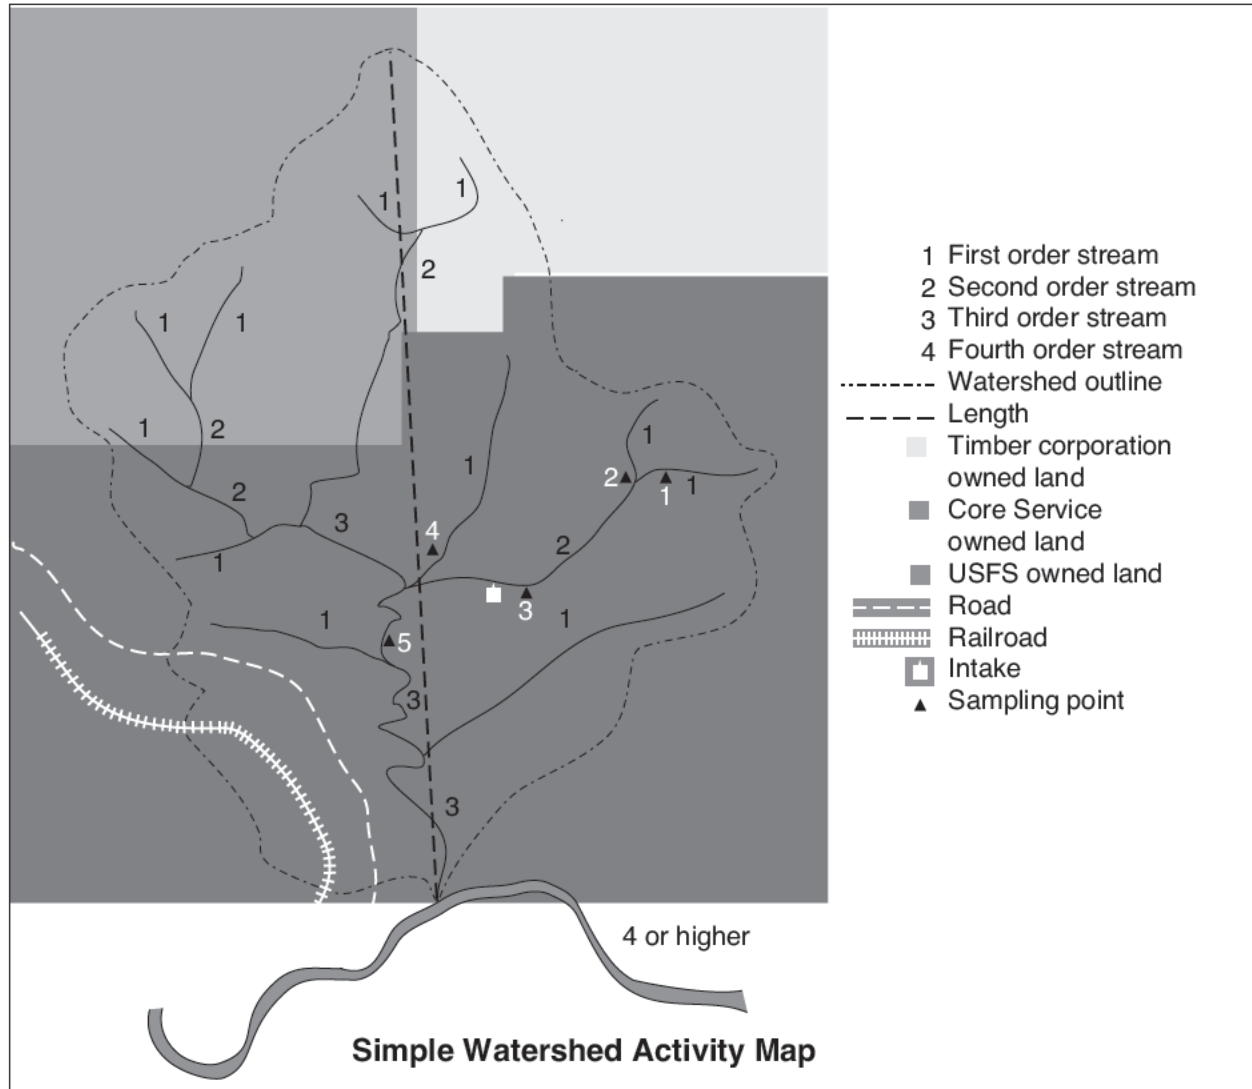 1
1
2
1
1
1
2
2
3
1
1
2
1
1
4
2
1
3
1
1
5
3
3
1 First order stream
2 Second order stream
3 Third order stream
4 Fourth order stream
Watershed outline
Length
Timber corporation
owned land
Core Service
owned land
USFS owned land
Road
Railroad
Intake
Sampling point
4 or higher
Simple Watershed Activity Map